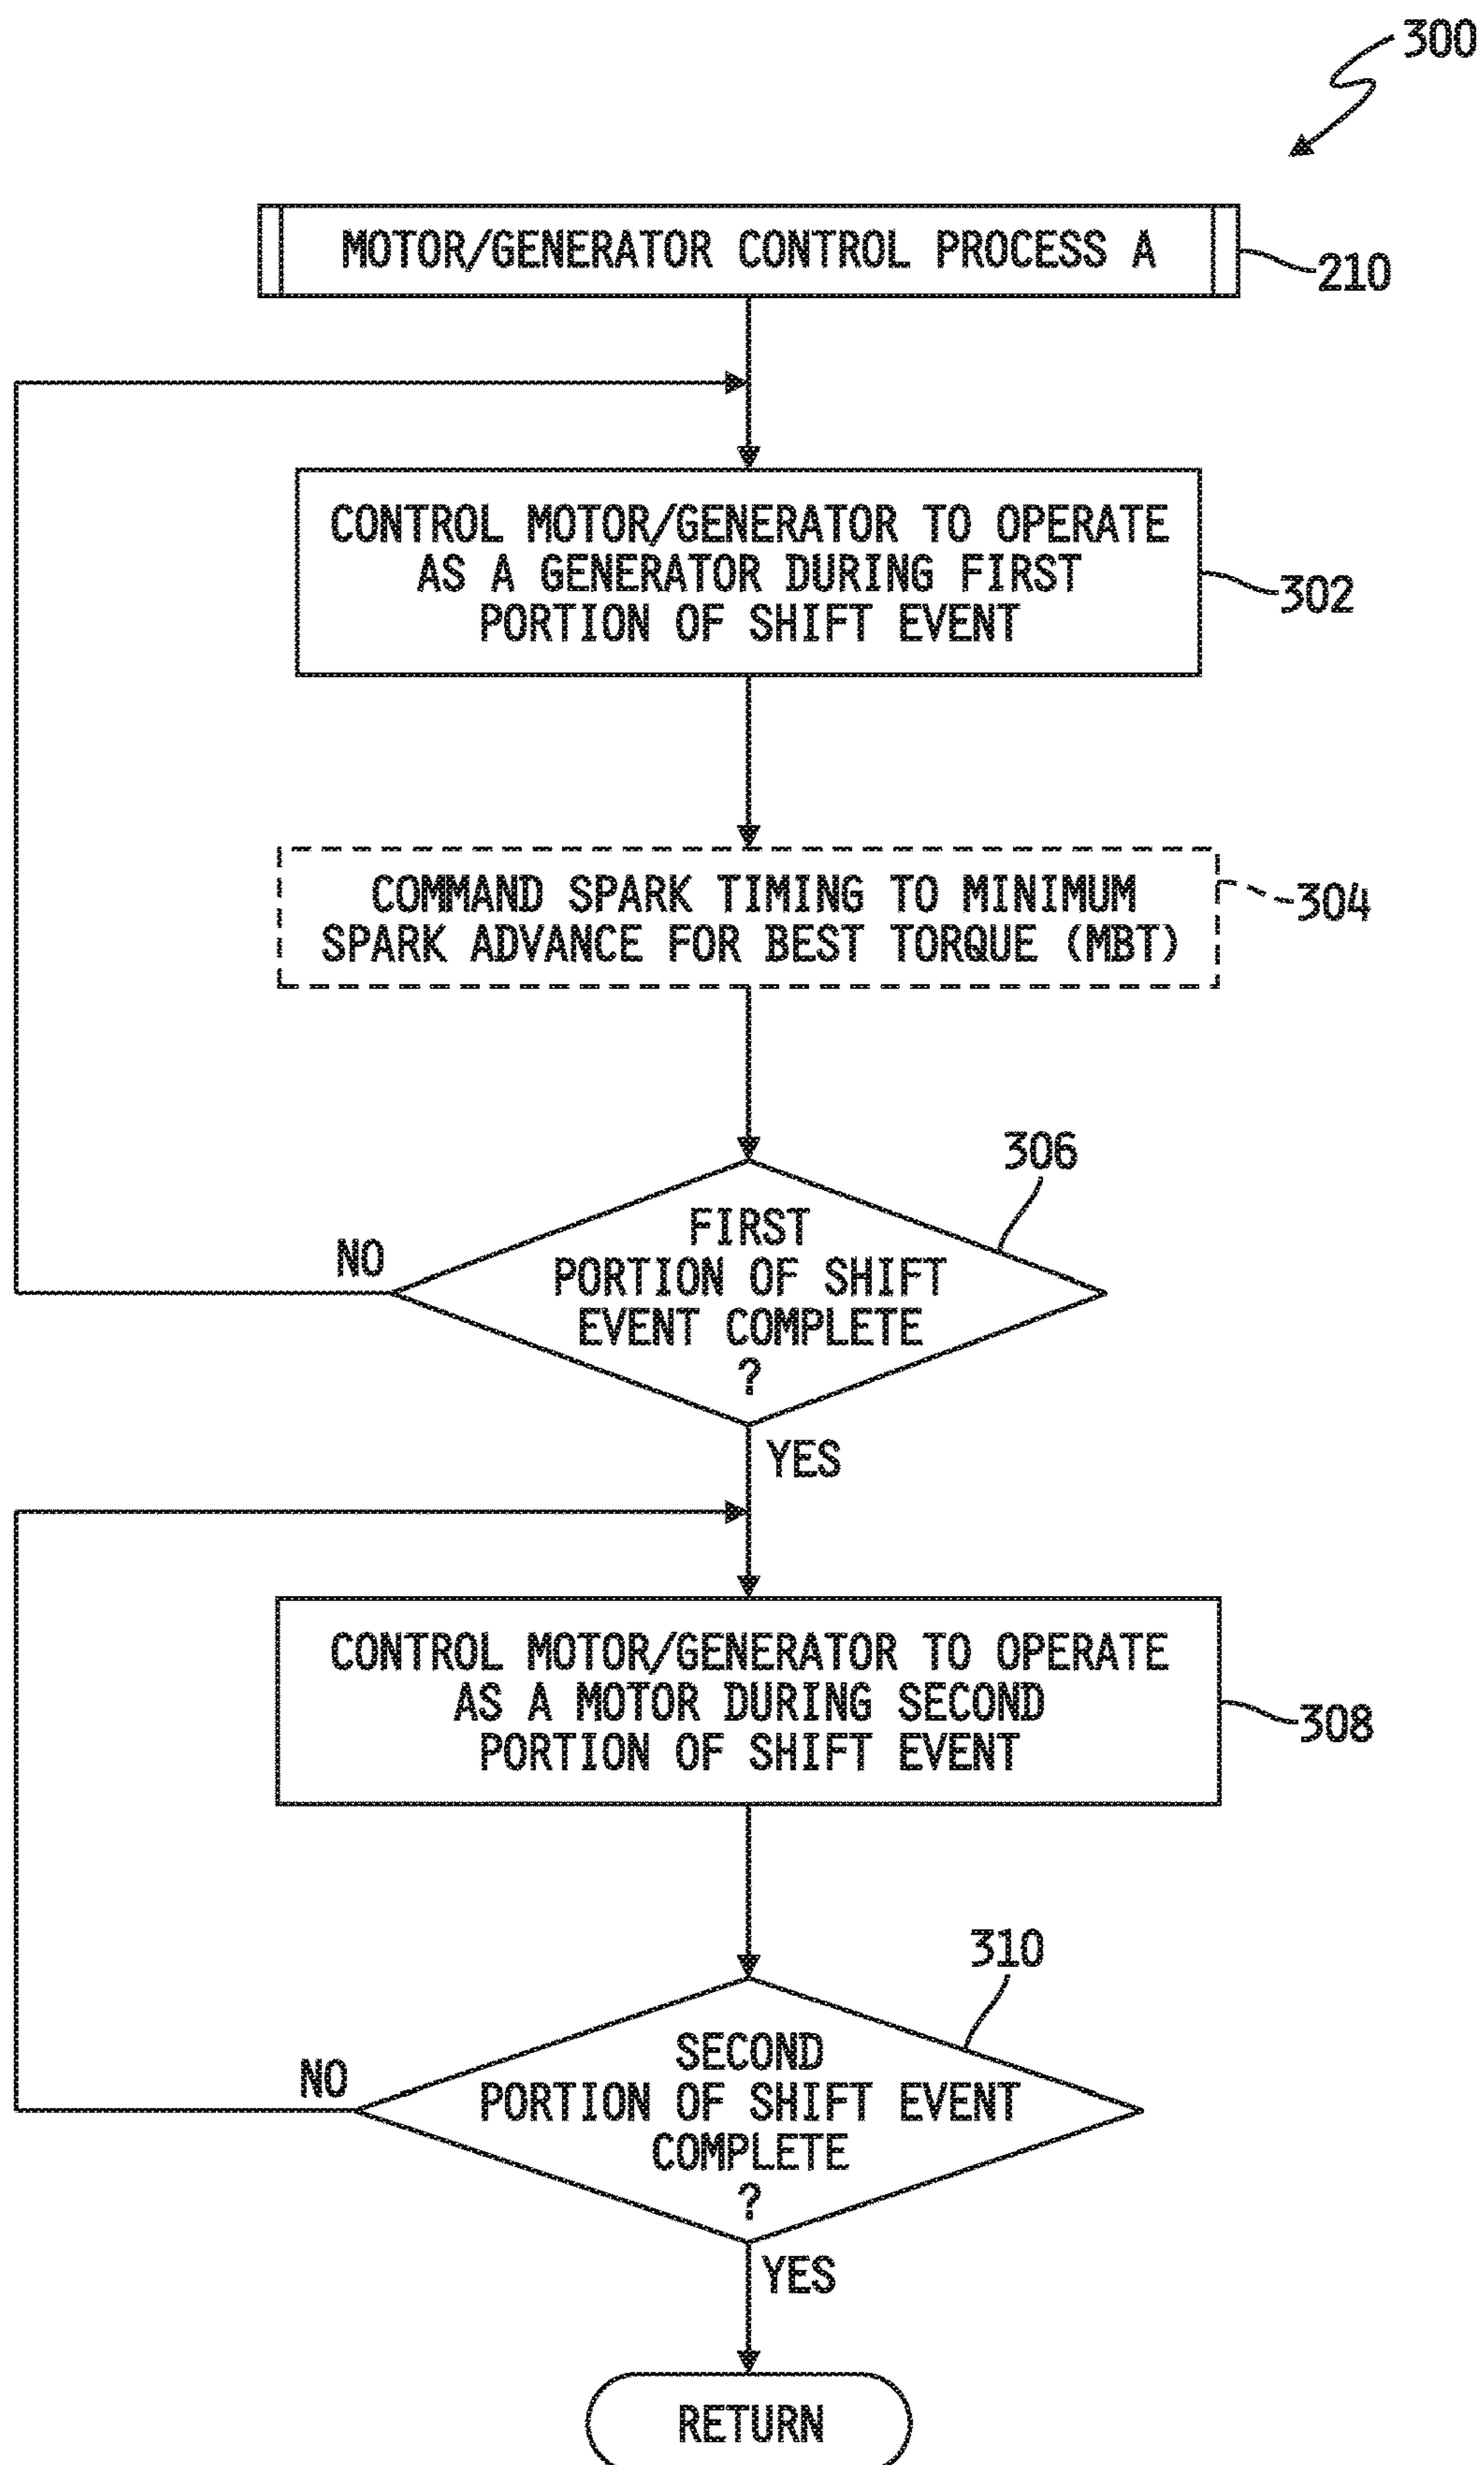 300
MOTOR/GENERATOR CONTROL PROCESS A
210
CONTROL MOTOR/GENERATOR TO OPERATE
AS A GENERATOR DURING FIRST
PORTION OF SHIFT EVENT
302
COMMAND SPARK TIMING TO MINIMUM
SPARK ADVANCE FOR BEST TORQUE (MBT)
304
306
FIRST
PORTION OF SHIFT
EVENT COMPLETE
?
NO
YES
CONTROL MOTOR/GENERATOR TO OPERATE
AS A MOTOR DURING SECOND
PORTION OF SHIFT EVENT
308
310
SECOND
PORTION OF SHIFT EVENT
COMPLETE
?
NO
YES
RETURN